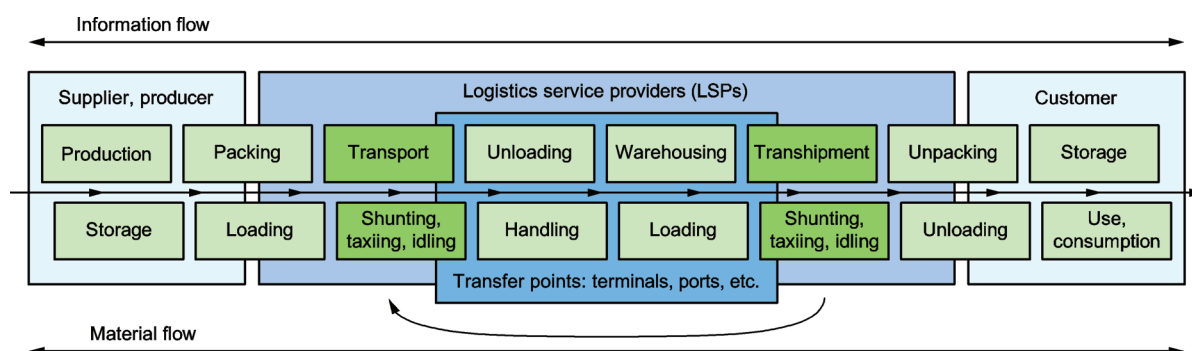 Information flow
Supplier, producer
Logistics service providers (LSPs)
Customer
Production
Packing
Transport
Unloading
Warehousing
Transhipment
Unpacking
Storage
Storage
Loading
Shunting,
taxiing, idling
Handling
Loading
Shunting,
taxiing, idling
Unloading
Use,
consumption
Transfer points: terminals, ports, etc.
Material flow